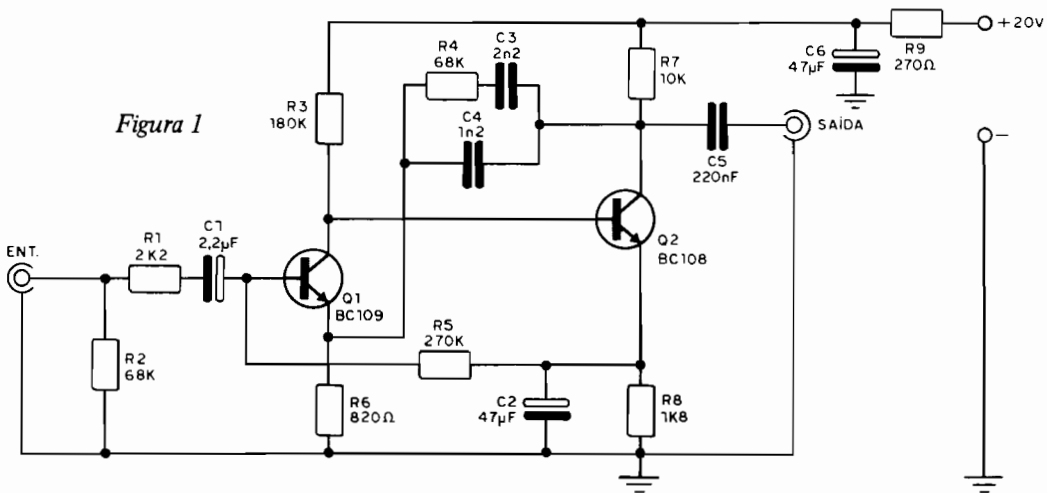 Figura 1
ENT.
R1
2K2
C1
2,2µF
R2
68K
R3
180K
Q1
BC109
R6
820Ω
R4
68K
C3
2n2
C4
1n2
R5
270K
C2
47µF
R7
10K
Q2
BC108
R8
1K8
C5
220nF
SAÍDA
C6
47µF
R9
270Ω
+20V
−